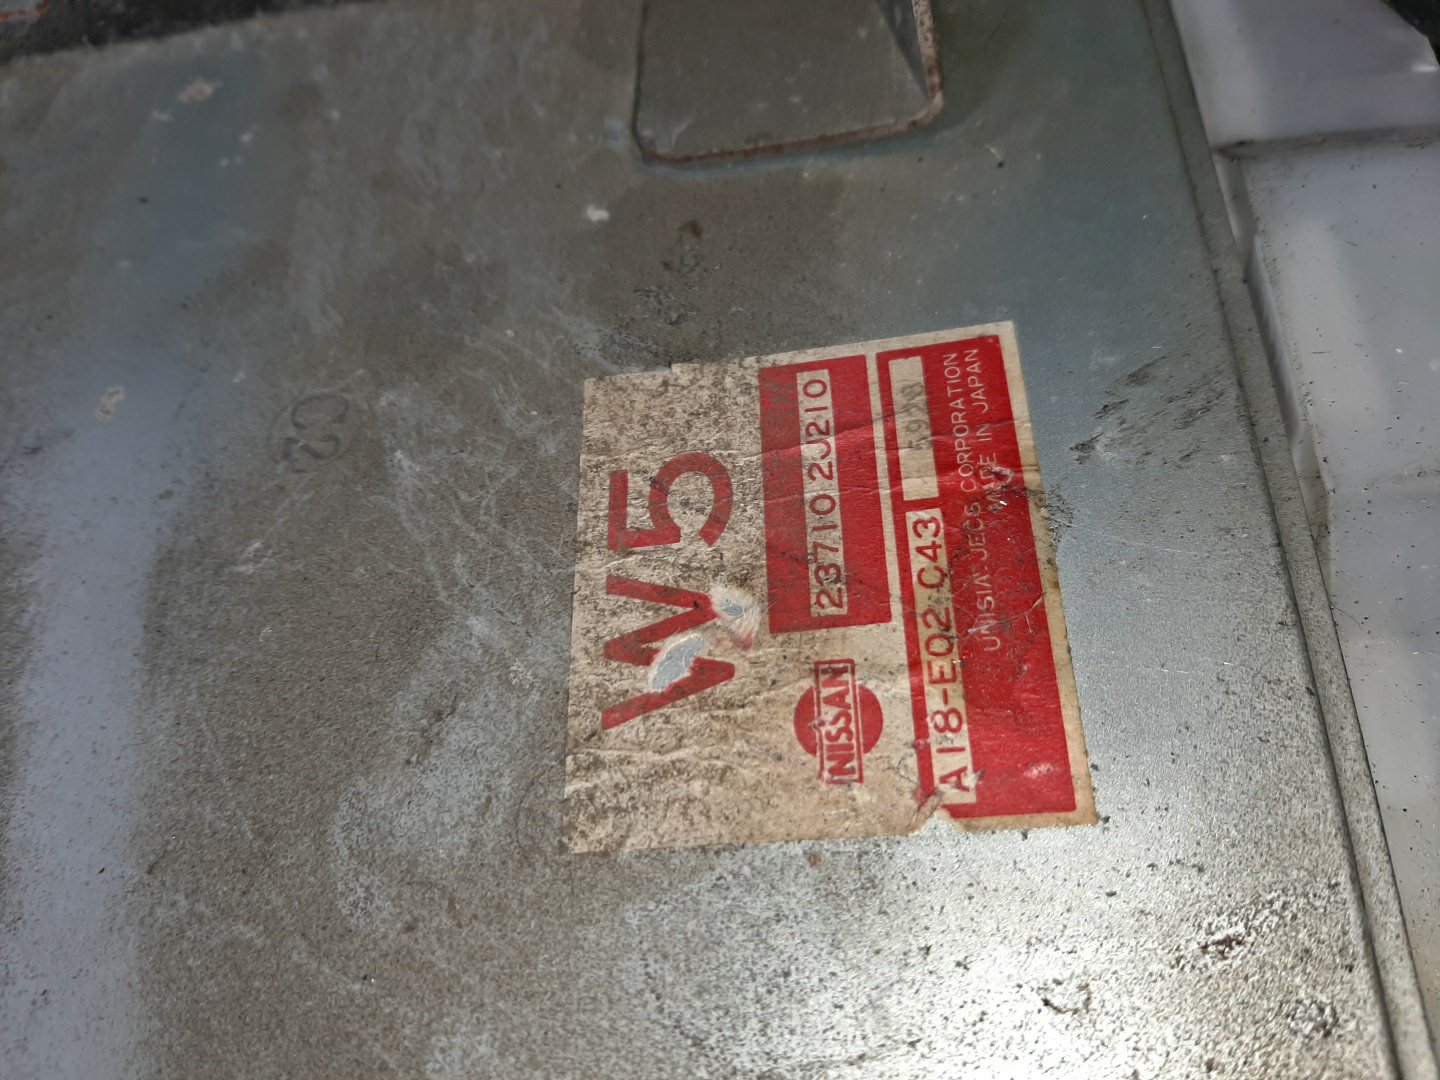 W5
23710 2J210
NISSAN
A18-E02 C43
UNISIA JECS CORPORATION
MADE IN JAPAN